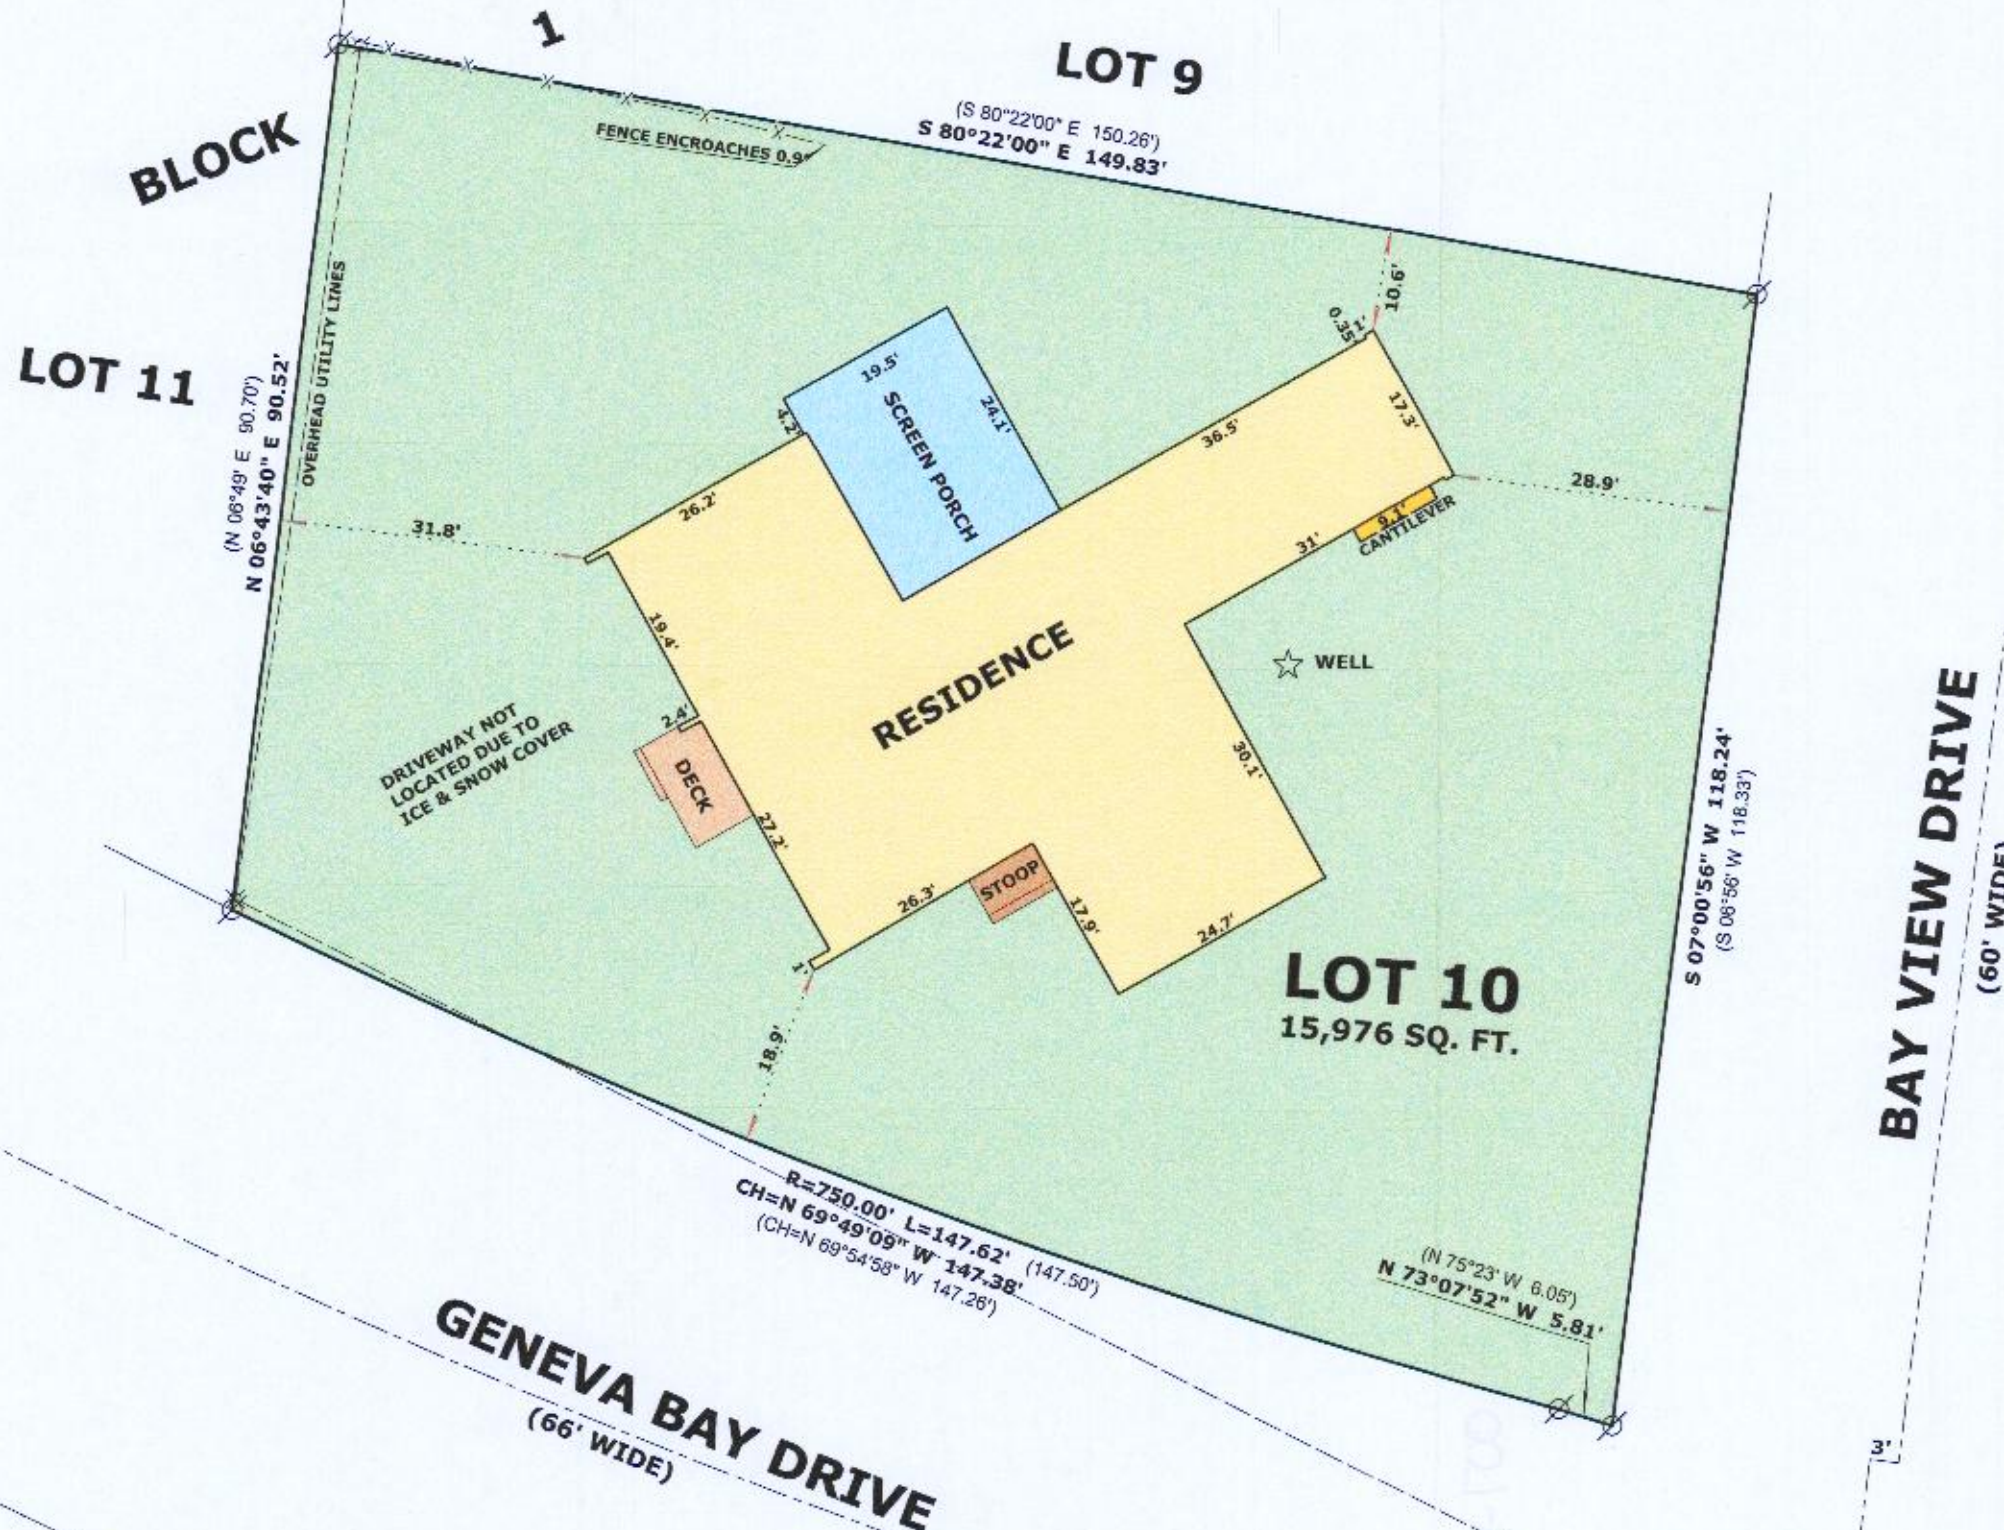 1
LOT 9
(S 80°22'00" E 150.26')
S 80°22'00" E 149.83'
BLOCK
FENCE ENCROACHES 0.9'
LOT 11
(N 06°49' E 90.70')
N 06°43'40" E 90.52'
OVERHEAD UTILITY LINES
10.6'
0.35'
1'
19.5'
4.2'
SCREEN PORCH
24.1'
36.5'
17.3'
28.9'
26.2'
31.8'
9.1'
CANTILEVER
31'
19.4'
RESIDENCE
WELL
2.4'
DECK
DRIVEWAY NOT
LOCATED DUE TO
ICE & SNOW COVER
27.2'
30.1'
26.3'
STOOP
17.9'
24.7'
1'
18.9'
LOT 10
15,976 SQ. FT.
S 07°00'56" W 118.24'
(S 06°56' W 118.33')
BAY VIEW DRIVE
(60' WIDE)
R=750.00' L=147.62' (147.50')
CH=N 69°49'09" W 147.38'
(CH=N 69°54'58" W 147.26')
(N 75°23' W 6.05')
N 73°07'52" W 5.81'
GENEVA BAY DRIVE
(66' WIDE)
3'